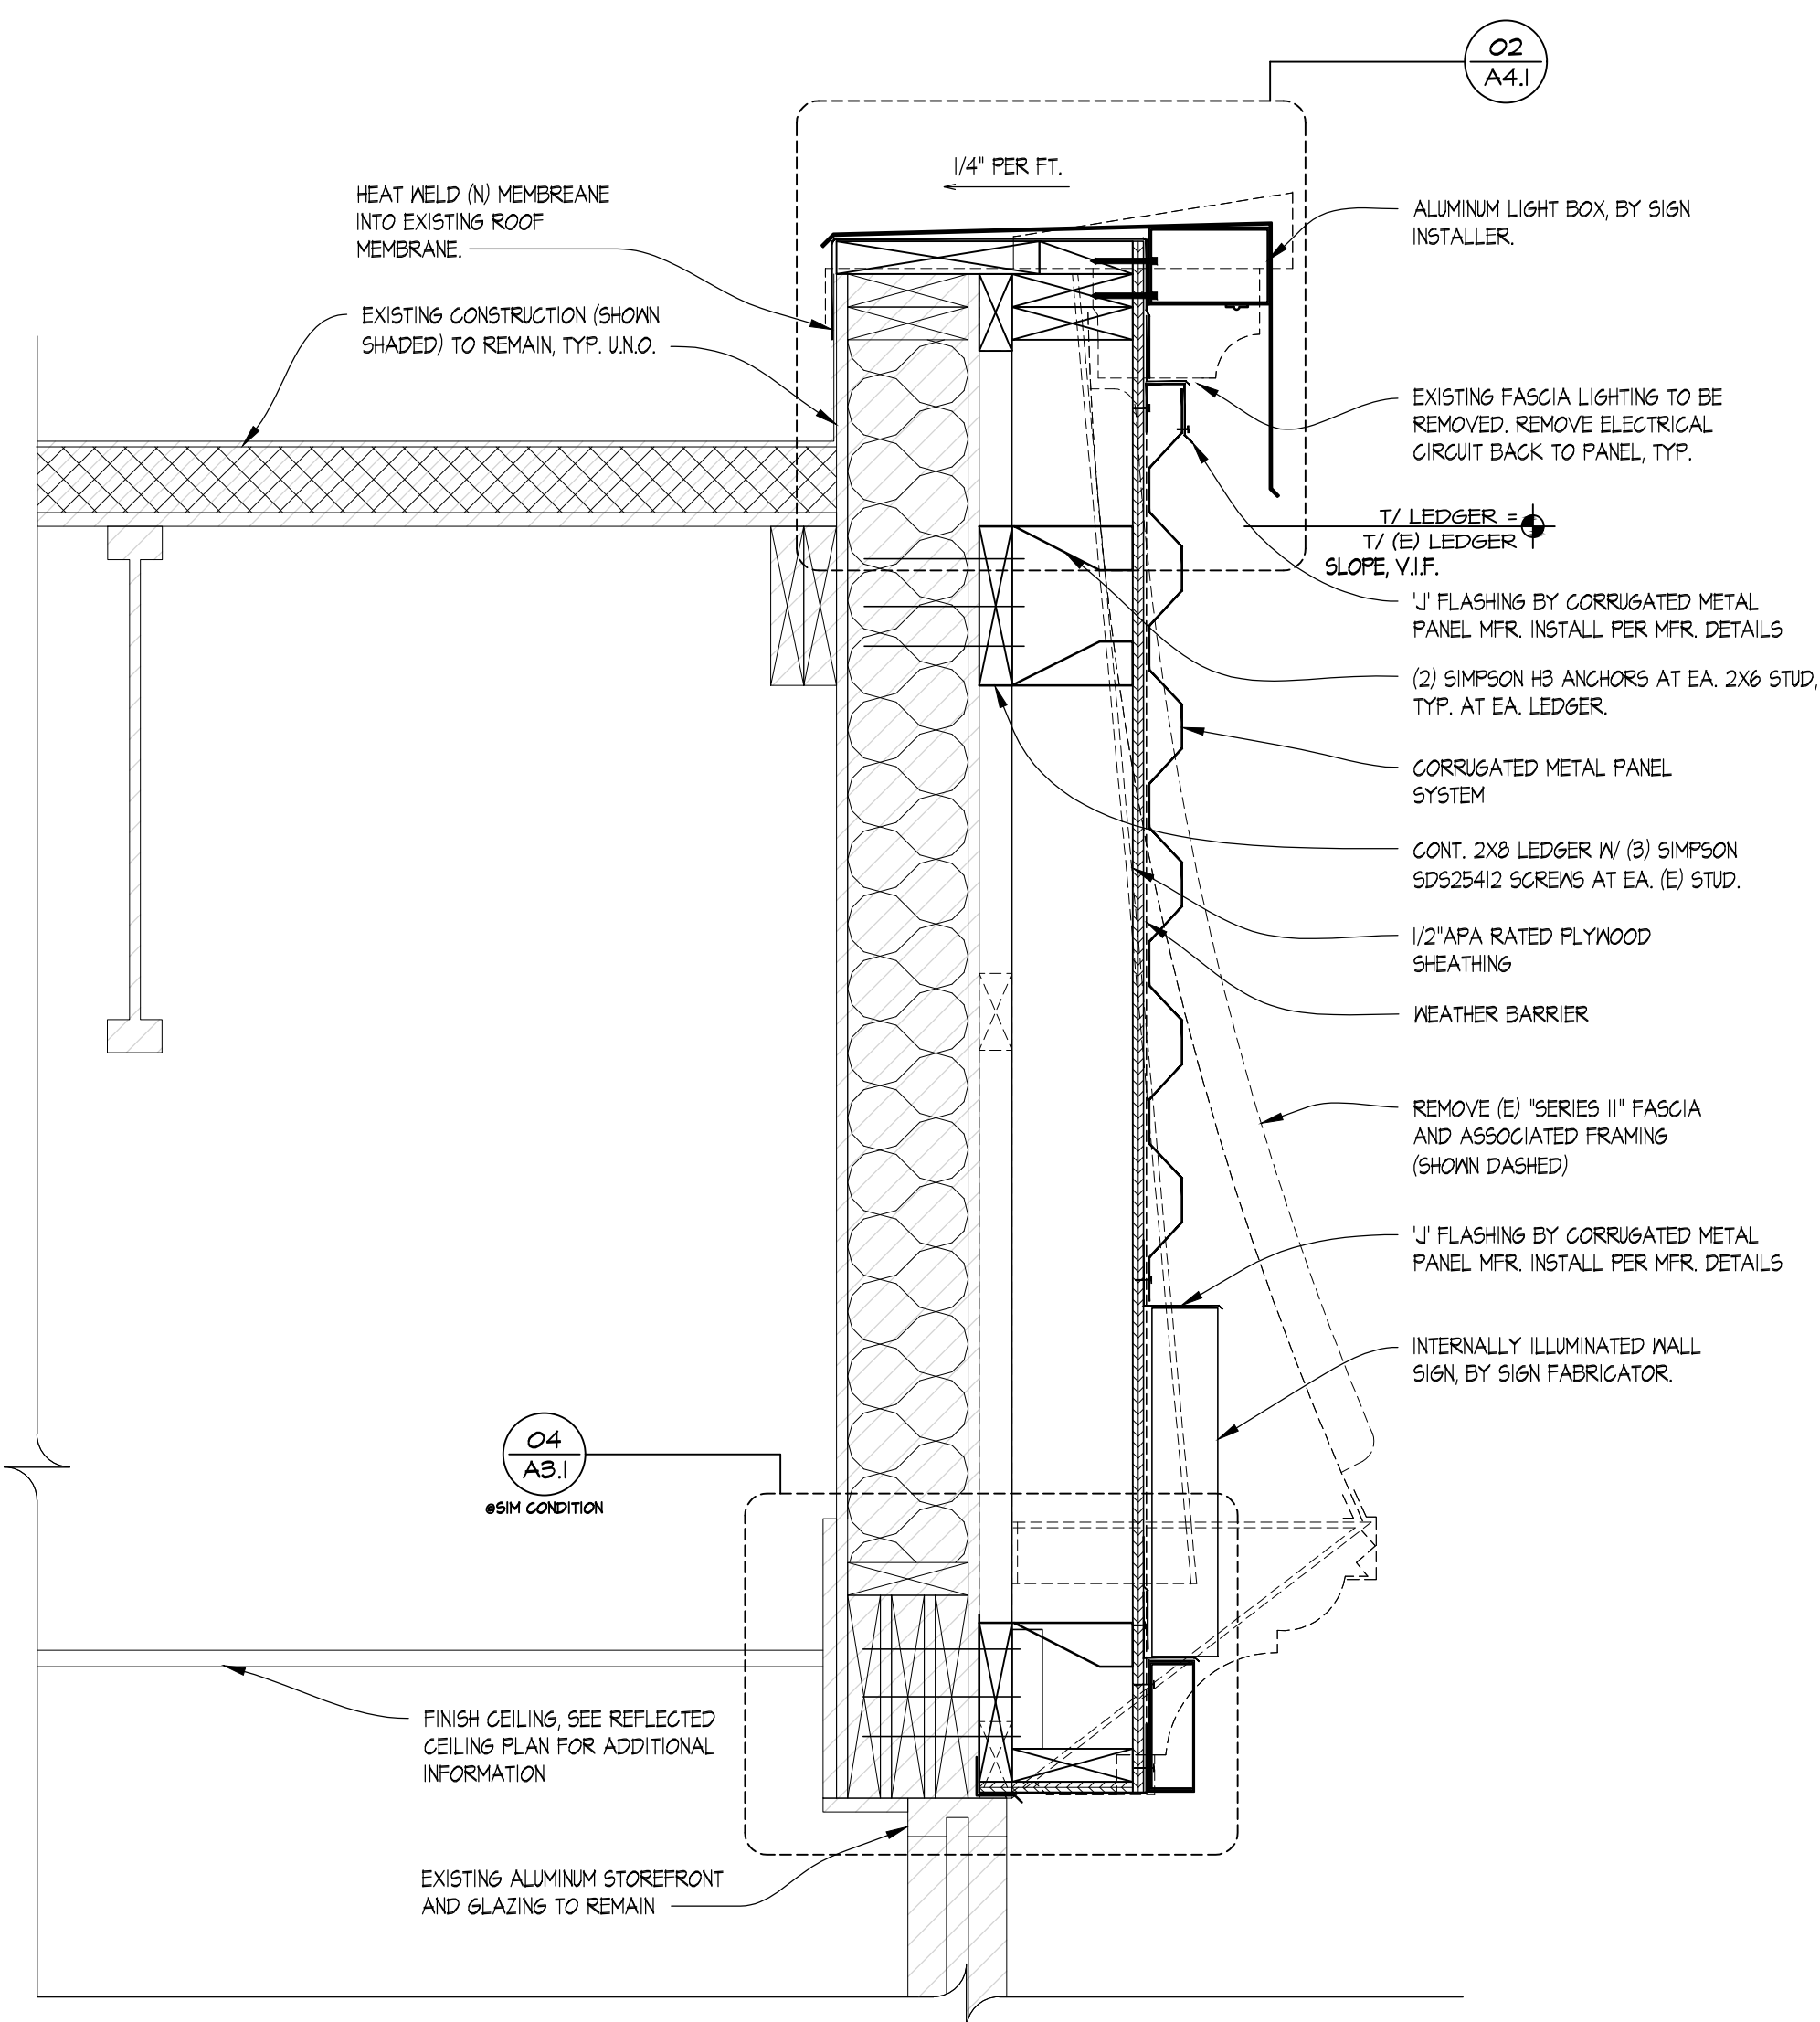 02
A4.1
1/4" PER FT.
HEAT WELD (N) MEMBREANE
INTO EXISTING ROOF
MEMBRANE.
EXISTING CONSTRUCTION (SHOWN
SHADED) TO REMAIN, TYP. U.N.O.
ALUMINUM LIGHT BOX, BY SIGN
INSTALLER.
EXISTING FASCIA LIGHTING TO BE
REMOVED. REMOVE ELECTRICAL
CIRCUIT BACK TO PANEL, TYP.
T/ LEDGER =
T/ (E) LEDGER
SLOPE, V.I.F.
'J' FLASHING BY CORRUGATED METAL
PANEL MFR. INSTALL PER MFR. DETAILS
(2) SIMPSON H3 ANCHORS AT EA. 2X6 STUD,
TYP. AT EA. LEDGER.
CORRUGATED METAL PANEL
SYSTEM
CONT. 2X8 LEDGER W/ (3) SIMPSON
SDS25412 SCREWS AT EA. (E) STUD.
1/2"APA RATED PLYWOOD
SHEATHING
WEATHER BARRIER
REMOVE (E) "SERIES II" FASCIA
AND ASSOCIATED FRAMING
(SHOWN DASHED)
'J' FLASHING BY CORRUGATED METAL
PANEL MFR. INSTALL PER MFR. DETAILS
INTERNALLY ILLUMINATED WALL
SIGN, BY SIGN FABRICATOR.
04
A3.1
@SIM CONDITION
FINISH CEILING, SEE REFLECTED
CEILING PLAN FOR ADDITIONAL
INFORMATION
EXISTING ALUMINUM STOREFRONT
AND GLAZING TO REMAIN